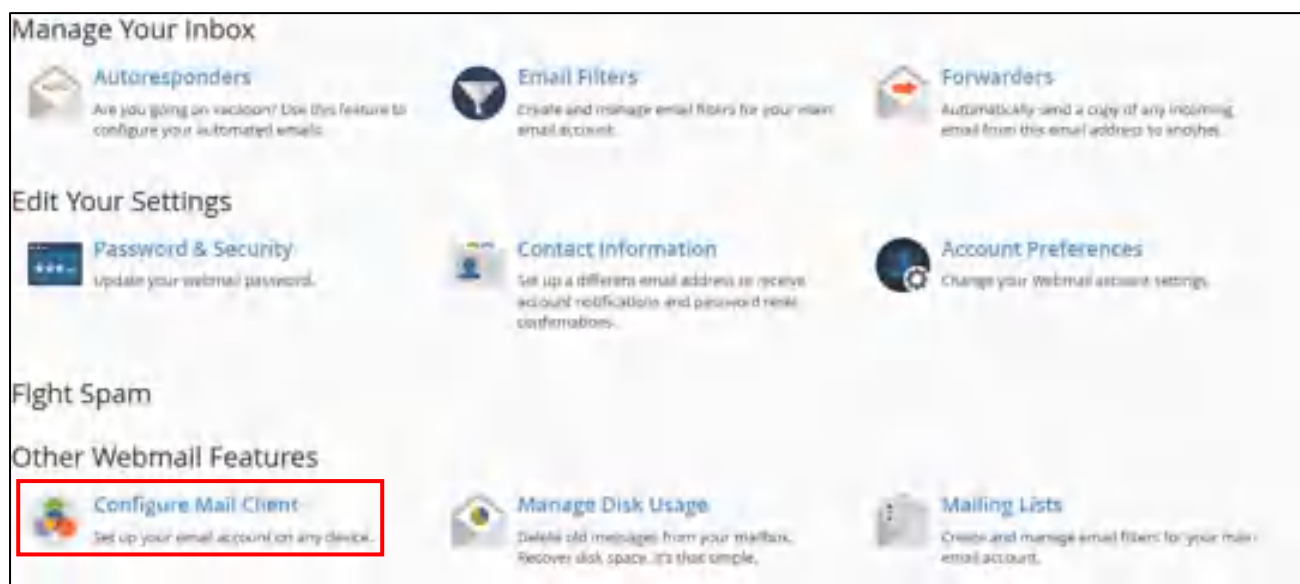 Manage Your Inbox
Autoresponders
Are you going on vacation? Use this feature to
configure your automated emails.
Email Filters
Create and manage email filters for your main
email account.
Forwarders
Automatically send a copy of any incoming
email from this email address to another.
Edit Your Settings
Password & Security
Update your webmail password.
Contact Information
Set up a different email address to receive
account notifications and password reset
confirmations.
Account Preferences
Change your Webmail account settings.
Fight Spam
Other Webmail Features
Configure Mail Client
Set up your email account on any device.
Manage Disk Usage
Delete old messages from your mailbox.
Recover disk space. It's that simple.
Mailing Lists
Create and manage email filters for your main
email account.